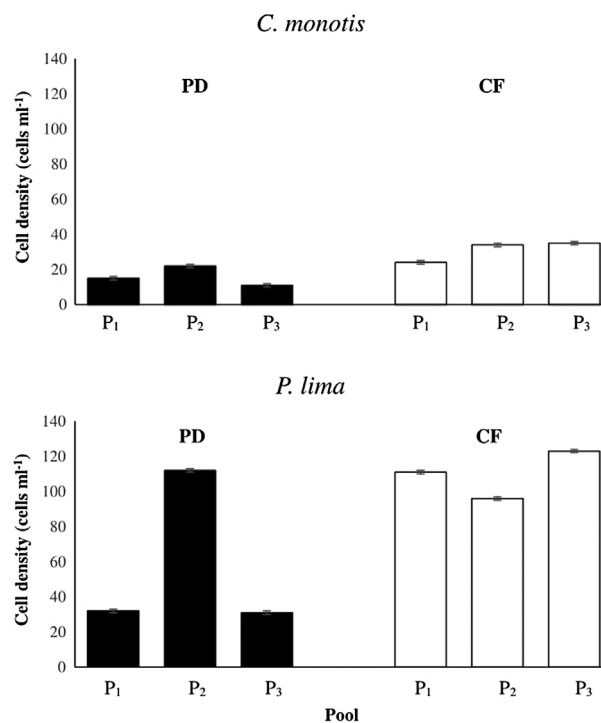 C. monotis
140
120
100
80
60
40
20
0
Cell density (cells ml⁻¹)
PD
CF
P₁ P₂ P₃ P₁ P₂ P₃
P. lima
140
120
100
80
60
40
20
0
Cell density (cells ml⁻¹)
PD
CF
P₁ P₂ P₃ P₁ P₂ P₃
Pool